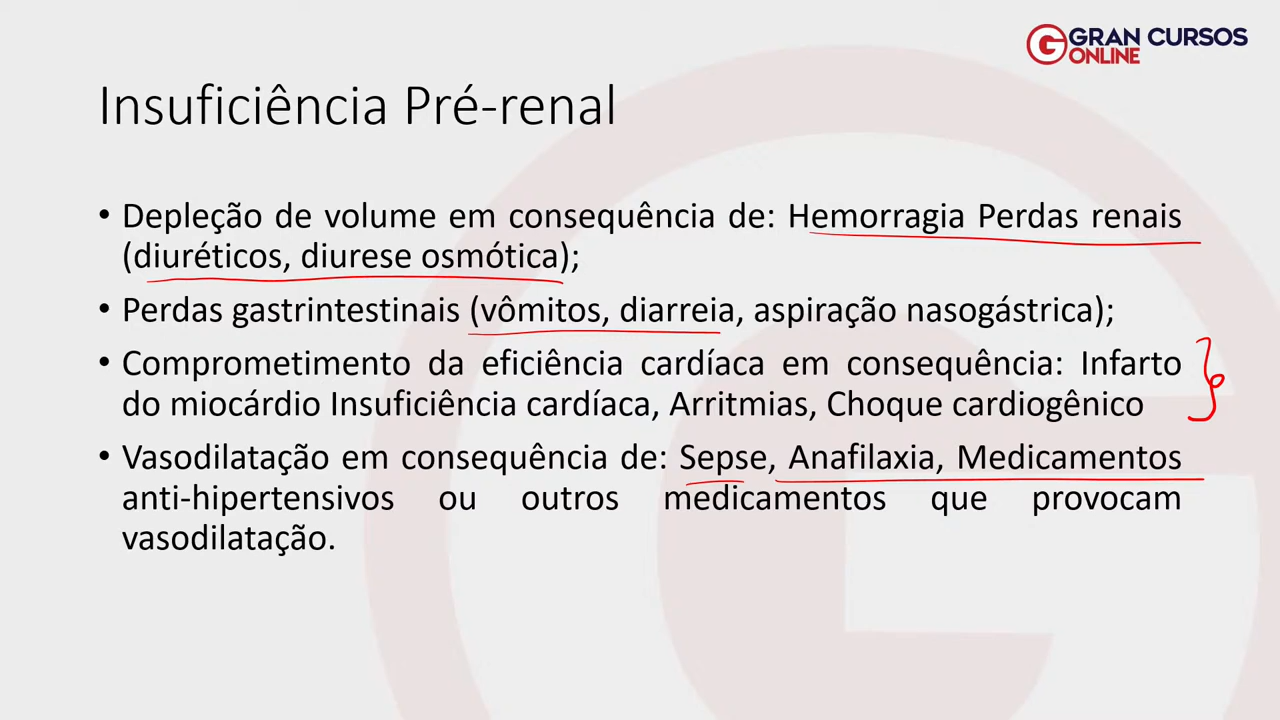 GRAN CURSOS
ONLINE
Insuficiência Pré-renal
• Depleção de volume em consequência de: Hemorragia Perdas renais
(diuréticos, diurese osmótica);
• Perdas gastrintestinais (vômitos, diarreia, aspiração nasogástrica);
• Comprometimento da eficiência cardíaca em consequência: Infarto
do miocárdio Insuficiência cardíaca, Arritmias, Choque cardiogênico
• Vasodilatação em consequência de: Sepse, Anafilaxia, Medicamentos
anti-hipertensivos ou outros medicamentos que provocam
vasodilatação.